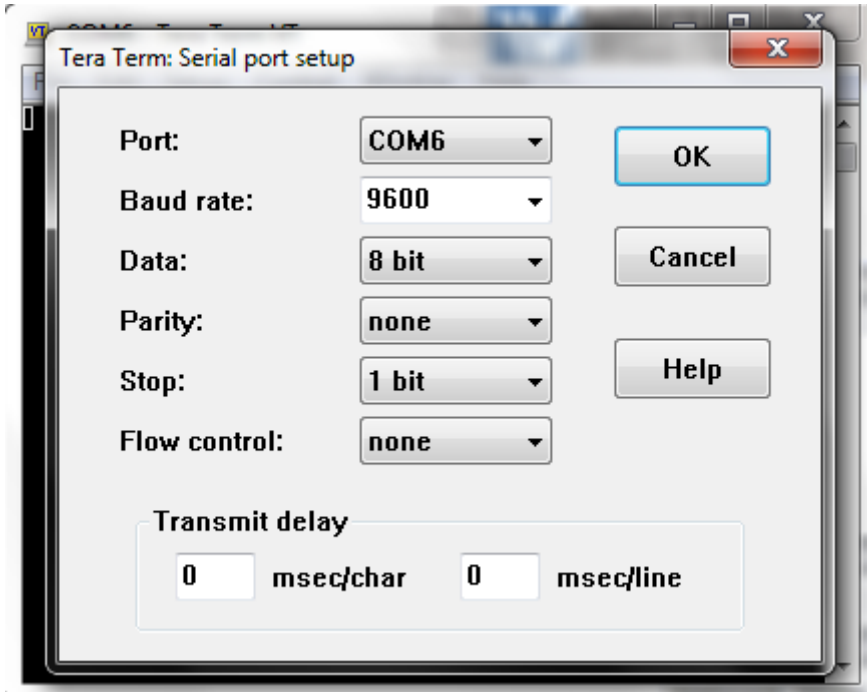 Tera Term: Serial port setup
Port: COM6
OK
Baud rate: 9600
Data: 8 bit
Cancel
Parity: none
Stop: 1 bit
Help
Flow control: none
Transmit delay
0 msec/char 0 msec/line